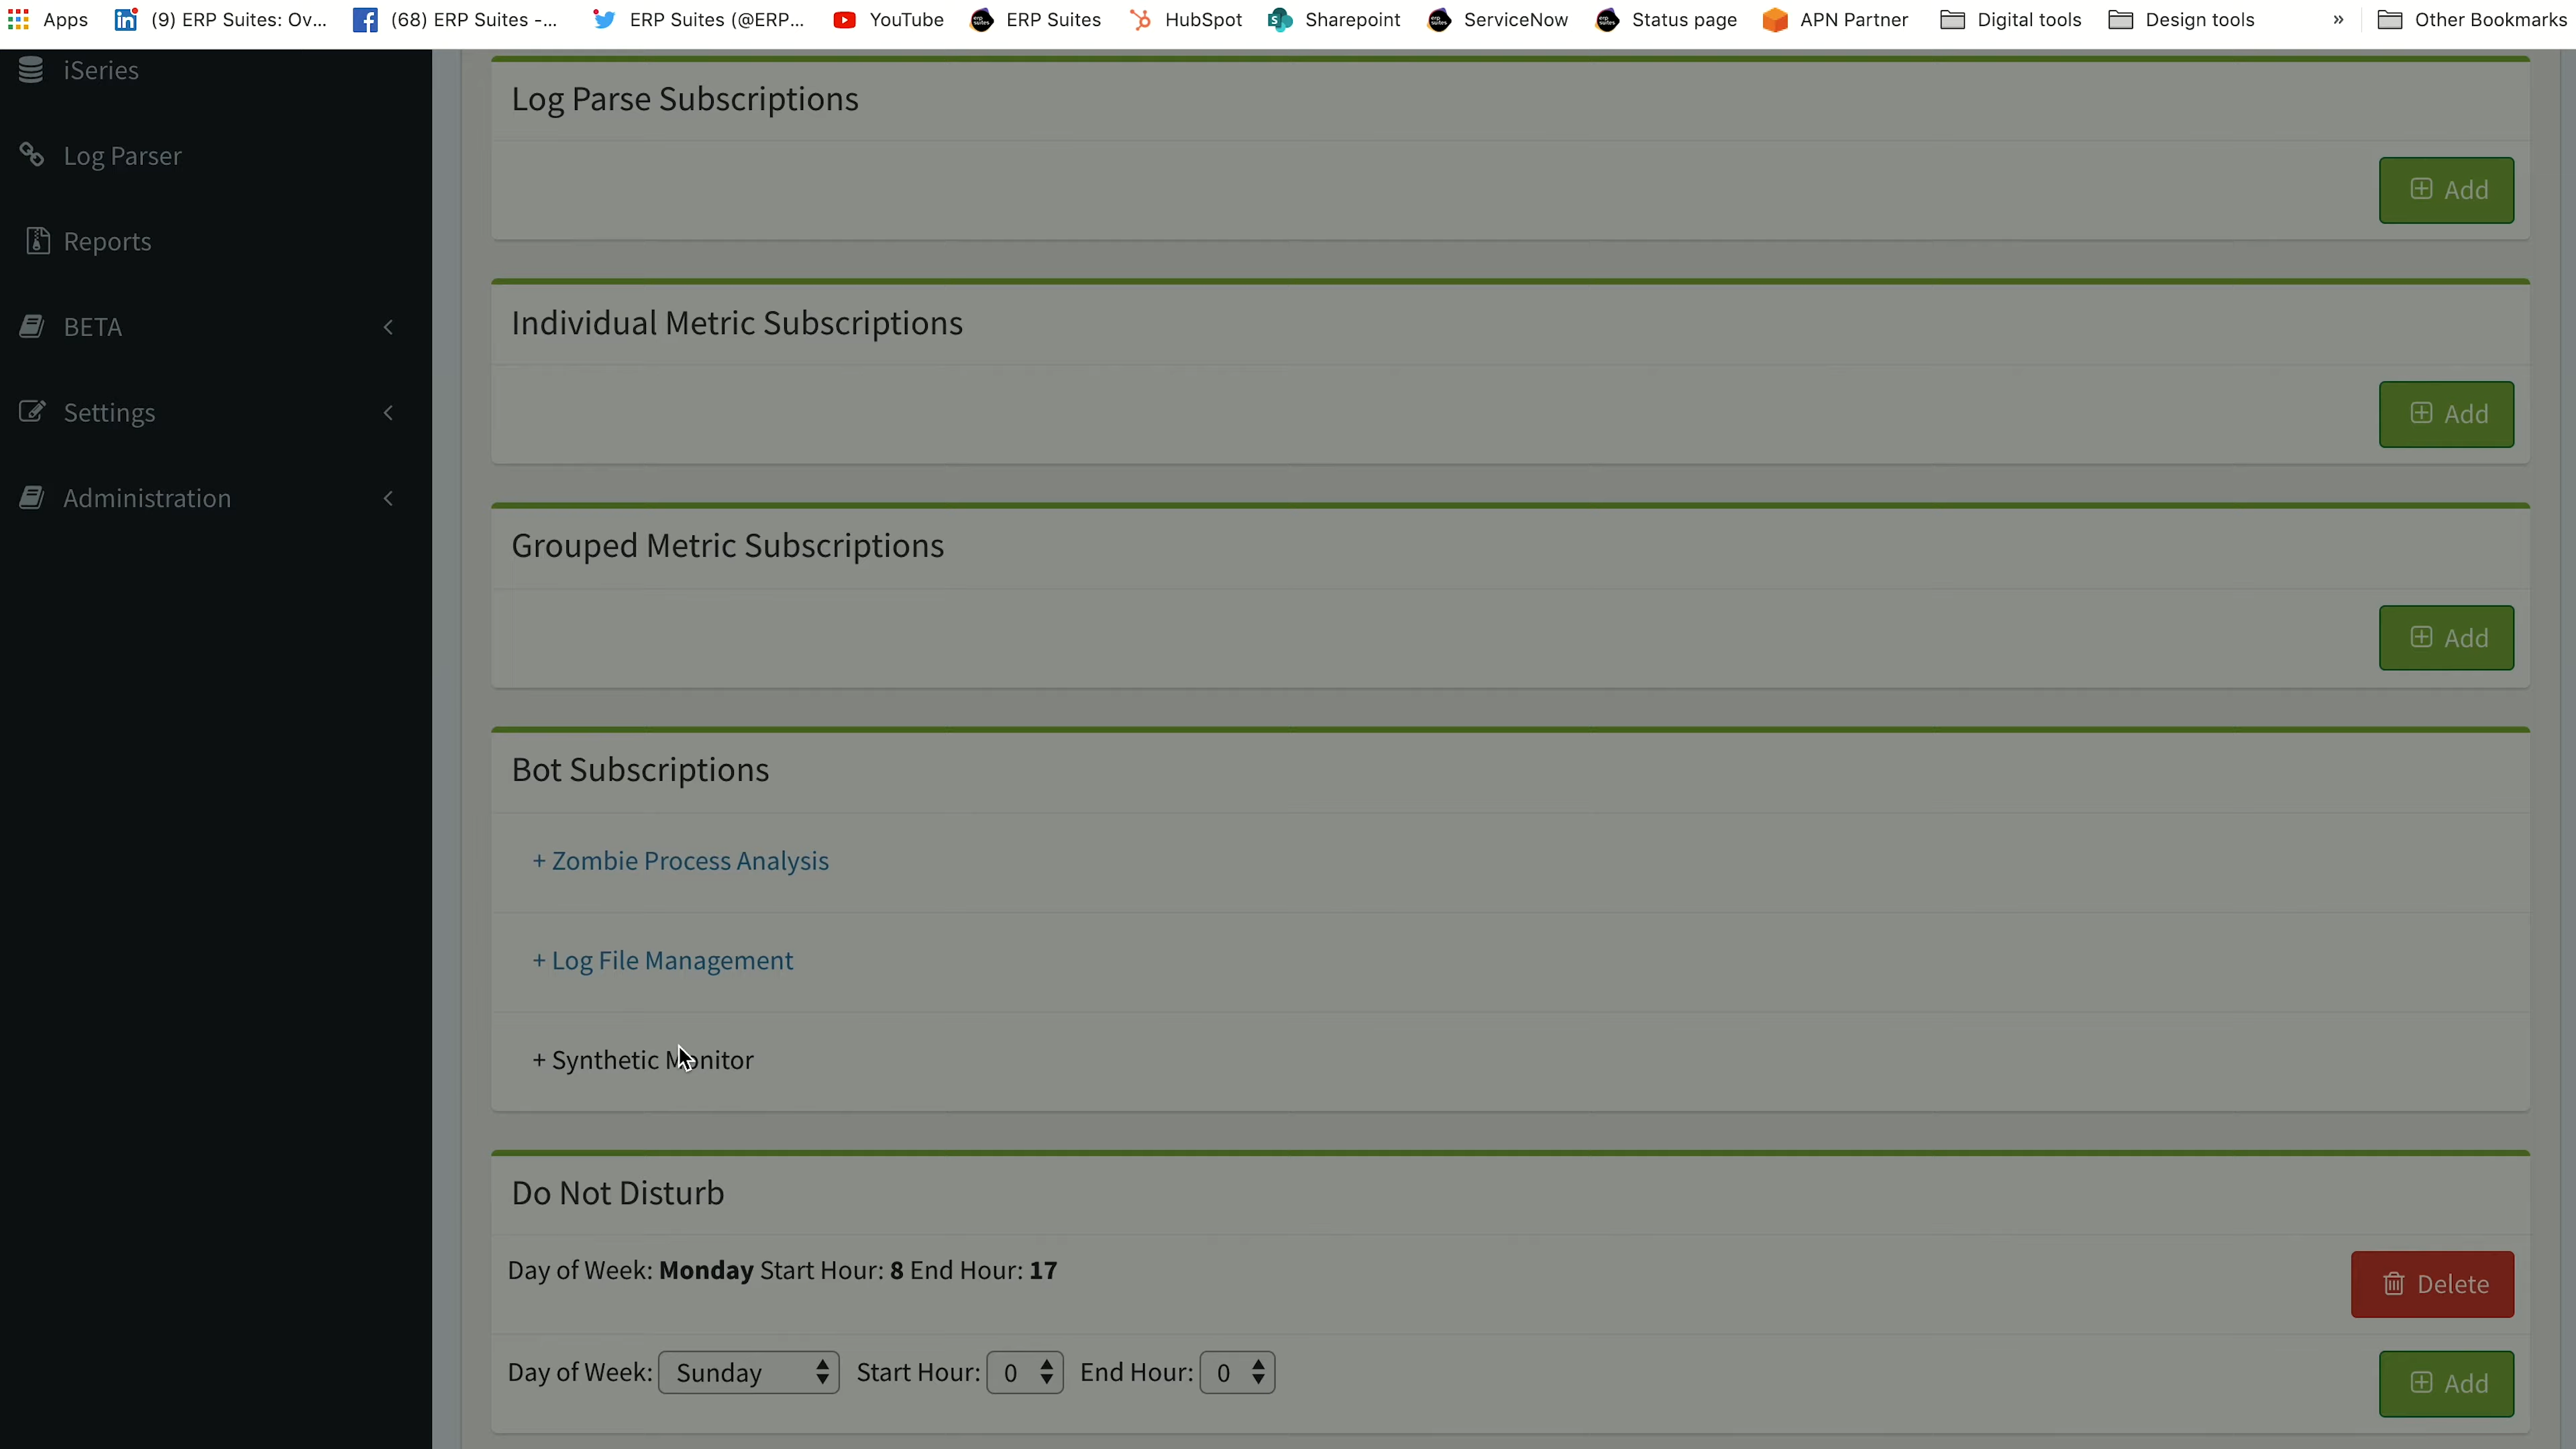 Apps (9) ERP Suites: Ov... (68) ERP Suites -... ERP Suites (@ERP... YouTube ERP Suites HubSpot Sharepoint ServiceNow Status page APN Partner Digital tools Design tools » Other Bookmarks
iSeries
Log Parser
Reports
BETA
Settings
Administration
Log Parse Subscriptions
Add
Individual Metric Subscriptions
Add
Grouped Metric Subscriptions
Add
Bot Subscriptions
+ Zombie Process Analysis
+ Log File Management
+ Synthetic Monitor
Do Not Disturb
Day of Week: Monday Start Hour: 8 End Hour: 17
Delete
Day of Week: Sunday Start Hour: 0 End Hour: 0
Add